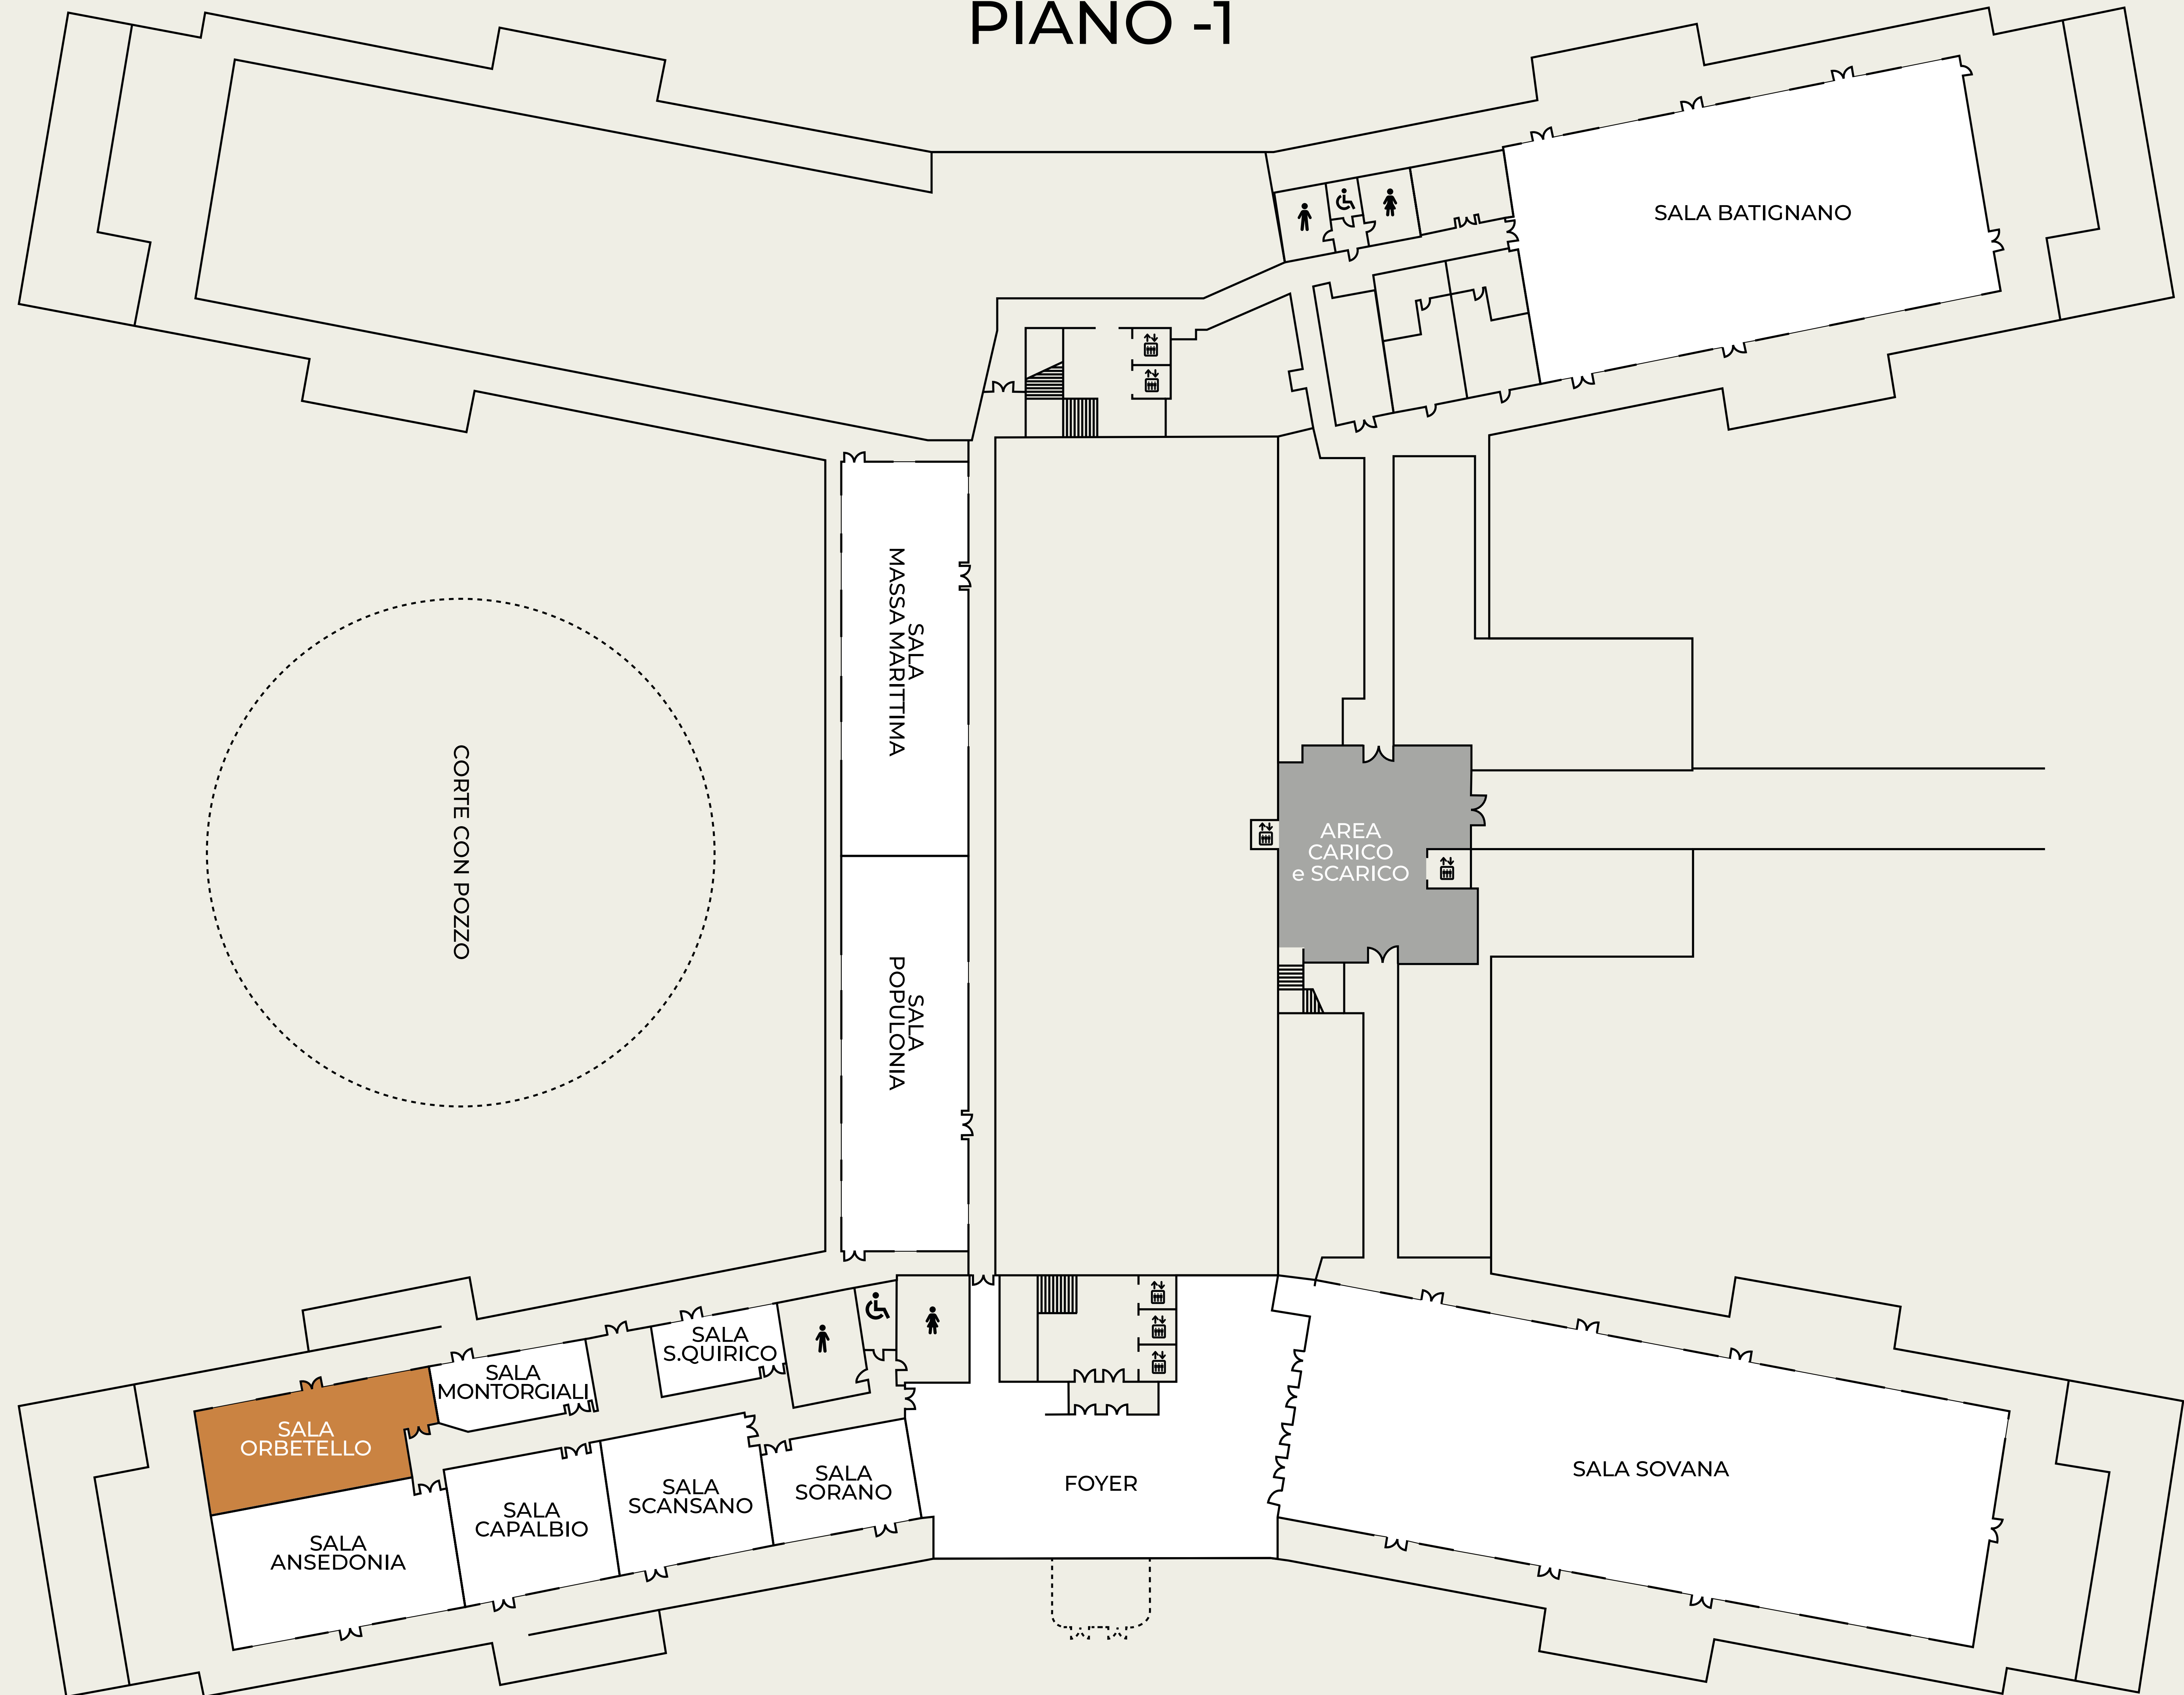 PIANO -1
SALA BATIGNANO
SALA
MASSA MARITTIMA
CORTE CON POZZO
AREA
CARICO
e SCARICO
SALA
POPULONIA
SALA
S.QUIRICO
SALA
MONTORGIALI
SALA
ORBETELLO
SALA
ANSEDONIA
SALA
CAPALBIO
SALA
SCANSANO
SALA
SORANO
FOYER
SALA SOVANA